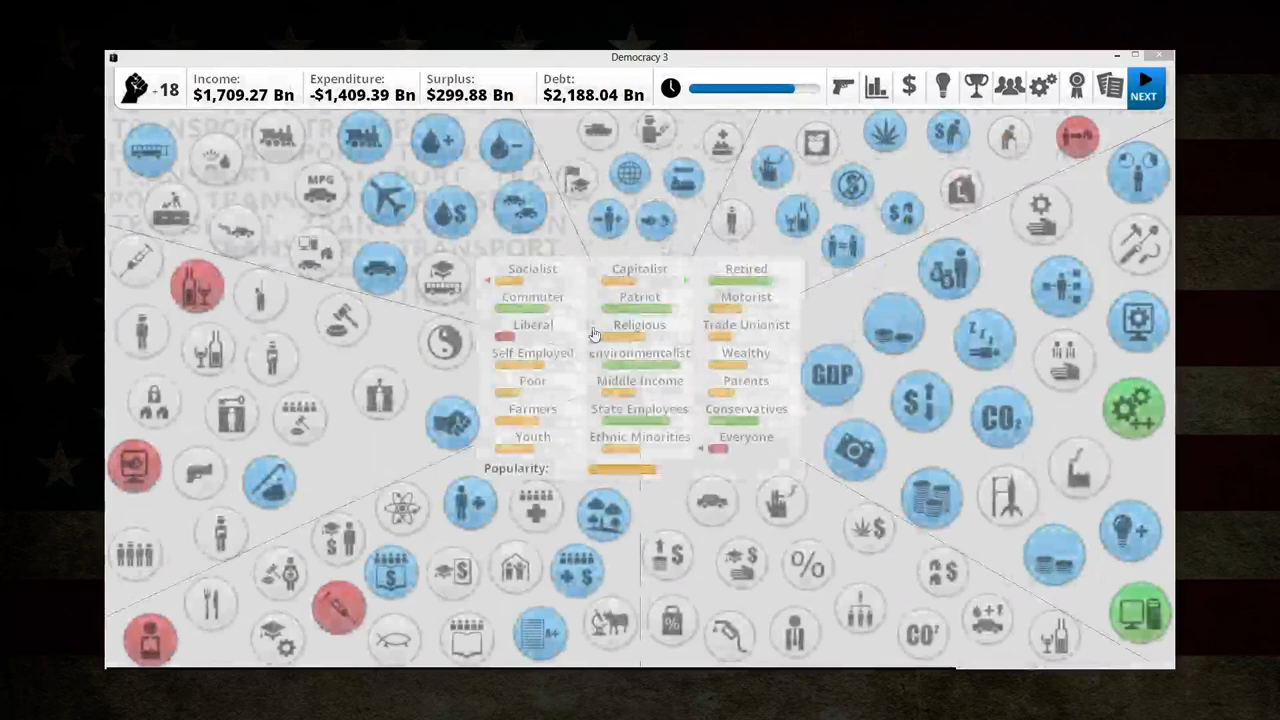 Democracy 3
+18
Income:
$1,709.27 Bn
Expenditure:
-$1,409.39 Bn
Surplus:
$299.88 Bn
Debt:
$2,188.04 Bn
$
NEXT
TRANSPORT
MPG
$
$
GDP
$
CO₂
Socialist Capitalist Retired
Commuter Patriot Motorist
Liberal Religious Trade Unionist
Self Employed Environmentalist Wealthy
Poor Middle Income Parents
Farmers State Employees Conservatives
Youth Ethnic Minorities Everyone
Popularity:
$
$
A+
$
$
$
%
%
$
$
CO²